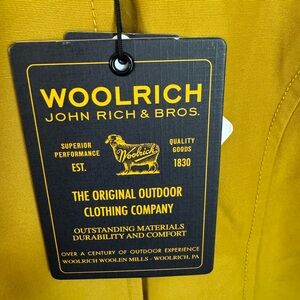 WOOLRICH
JOHN RICH & BROS.
SUPERIOR PERFORMANCE
EST.
Woolrich
QUALITY GOODS
1830
THE ORIGINAL OUTDOOR
CLOTHING COMPANY
OUTSTANDING MATERIALS
DURABILITY AND COMFORT
OVER A CENTURY OF OUTDOOR EXPERIENCE
WOOLRICH WOOLEN MILLS - WOOLRICH, PA